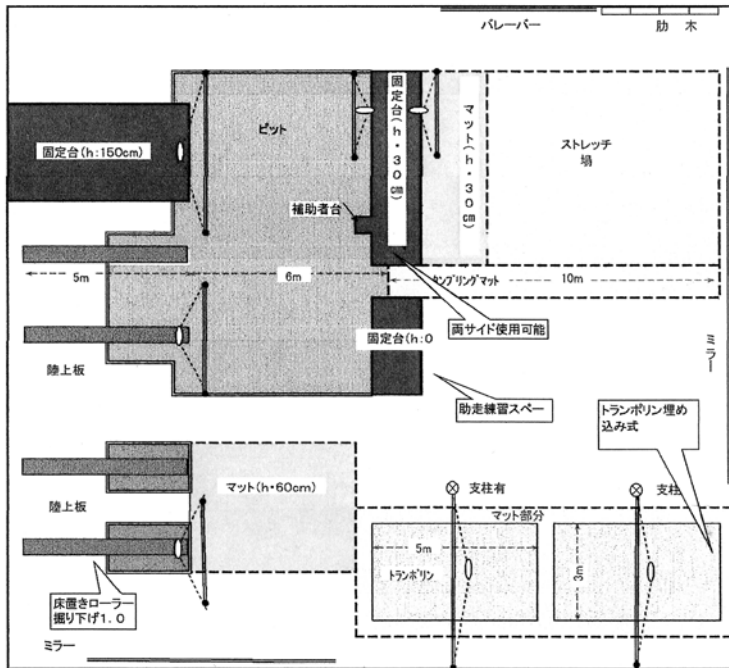 バレーバー
肋 木
固定台(h・30cm)
マット(h・30cm)
ピット
ストレッチ
場
固定台(h:150cm)
補助者台
5m
6m
タンブリングマット
10m
両サイド使用可能
固定台(h:0
ミラー
陸上板
助走練習スペー
トランポリン埋め
込み式
マット(h・60cm)
支柱有
支柱
陸上板
マット部分
5m
トランポリン
3m
床置きローラー
掘り下げ1.0
ミラー